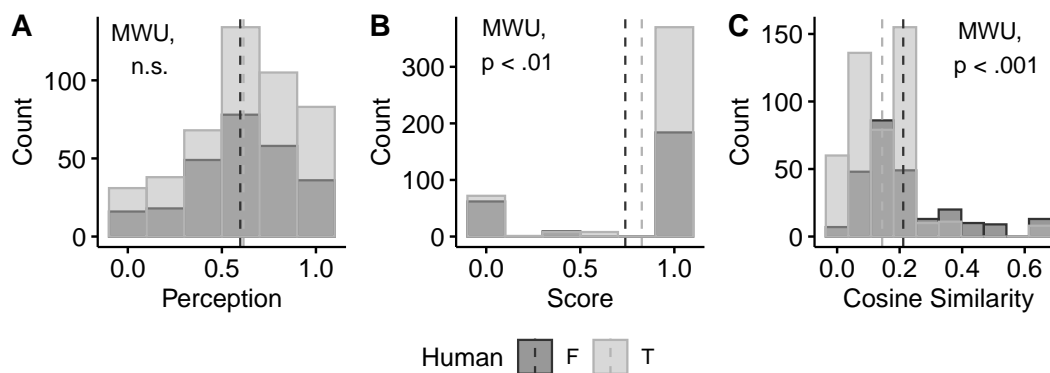 A
MWU,
n.s.
Count
100
50
0
0.0 0.5 1.0
Perception
B
MWU,
p < .01
Count
300
200
100
0
0.0 0.5 1.0
Score
C
MWU,
p < .001
Count
150
100
50
0
0.0 0.2 0.4 0.6
Cosine Similarity
Human F T